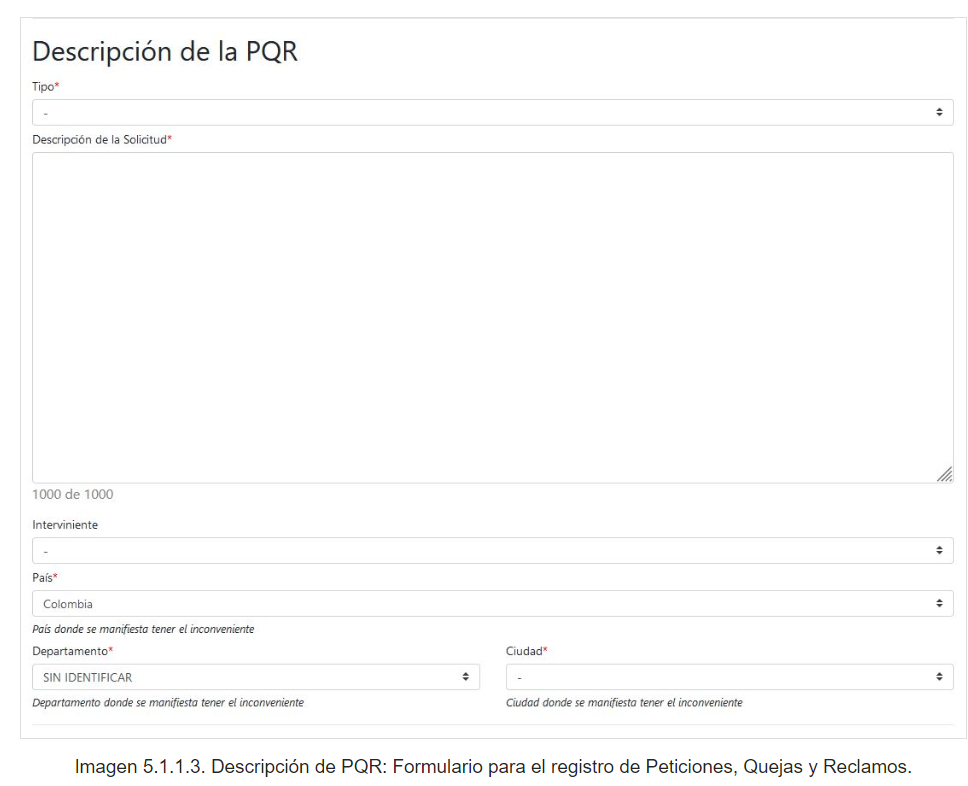 Descripción de la PQR
Tipo*
-
Descripción de la Solicitud*
1000 de 1000
Interviniente
-
País*
Colombia
País donde se manifiesta tener el inconveniente
Departamento* Ciudad*
SIN IDENTIFICAR -
Departamento donde se manifiesta tener el inconveniente Ciudad donde se manifiesta tener el inconveniente
Imagen 5.1.1.3. Descripción de PQR: Formulario para el registro de Peticiones, Quejas y Reclamos.